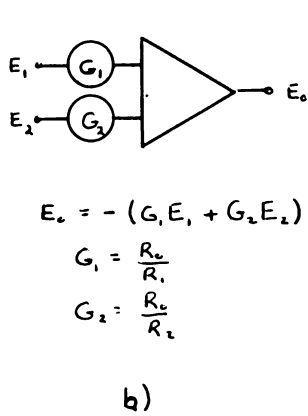 E₁ G₁
E₂ G₂ E₀
E₀ = - (G₁E₁ + G₂E₂)
G₁ = R₀/R₁
G₂ = R₀/R₂
b)